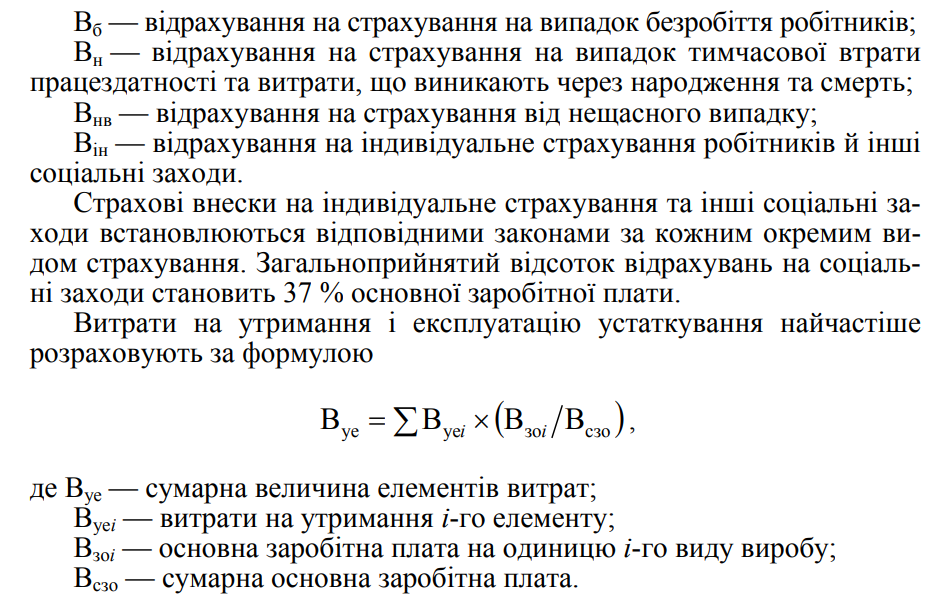 Вб — відрахування на страхування на випадок безробіття робітників;
Вн — відрахування на страхування на випадок тимчасової втрати
працездатності та витрати, що виникають через народження та смерть;
Внв — відрахування на страхування від нещасного випадку;
Він — відрахування на індивідуальне страхування робітників й інші
соціальні заходи.
Страхові внески на індивідуальне страхування та інші соціальні за-
ходи встановлюються відповідними законами за кожним окремим ви-
дом страхування. Загальноприйнятий відсоток відрахувань на соціаль-
ні заходи становить 37 % основної заробітної плати.
Витрати на утримання і експлуатацію устаткування найчастіше
розраховують за формулою
Вуе = ∑Вуеi × (Взоi/Всзо),
де Вуе — сумарна величина елементів витрат;
Вуеi — витрати на утримання i-го елементу;
Взоi — основна заробітна плата на одиницю i-го виду виробу;
Всзо — сумарна основна заробітна плата.